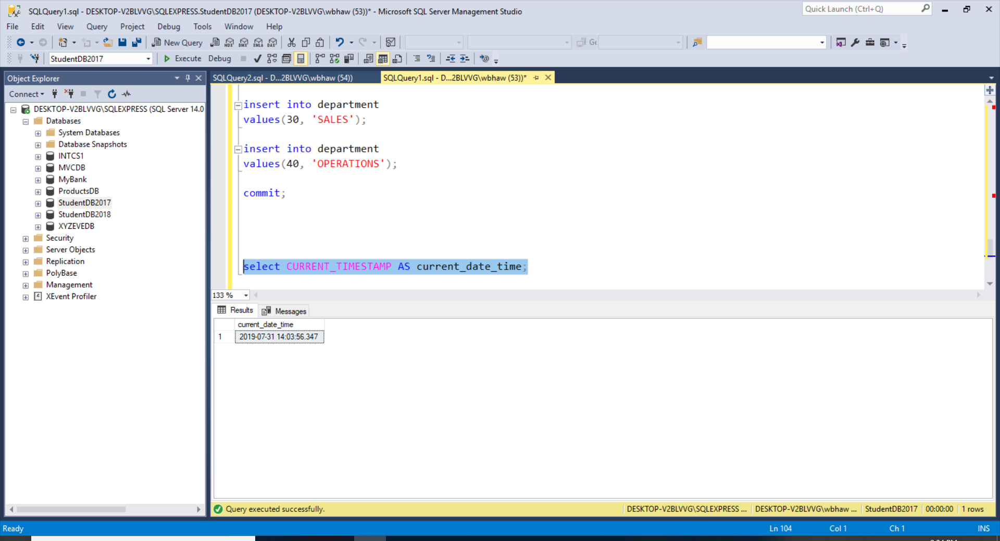 SQLQuery1.sql - DESKTOP-V2BLVVG\SQLEXPRESS.StudentDB2017 (DESKTOP-V2BLVVG\wbhaw (53))* - Microsoft SQL Server Management Studio
Quick Launch (Ctrl+Q)
File Edit View Query Project Debug Tools Window Help
New Query MDX DMX XMLA DAX Ge
StudentDB2017 Execute Debug
Object Explorer
SQLQuery2.sql - D...2BLVVG\wbhaw (54)) SQLQuery1.sql - D...2BLVVG\wbhaw (53))*
Connect
DESKTOP-V2BLVVG\SQLEXPRESS (SQL Server 14.0
Databases
System Databases
Database Snapshots
INTCS1
MVCDB
MyBank
ProductsDB
StudentDB2017
StudentDB2018
XYZEVEDB
Security
Server Objects
Replication
PolyBase
Management
XEvent Profiler
insert into department
values(30, 'SALES');
insert into department
values(40, 'OPERATIONS');
commit;
select CURRENT_TIMESTAMP AS current_date_time;
133 %
Results Messages
current_date_time
1 2019-07-31 14:03:56.347
Query executed successfully.
DESKTOP-V2BLVVG\SQLEXPRESS ... DESKTOP-V2BLVVG\wbhaw ... StudentDB2017 00:00:00 1 rows
Ready Ln 104 Col 1 Ch 1 INS